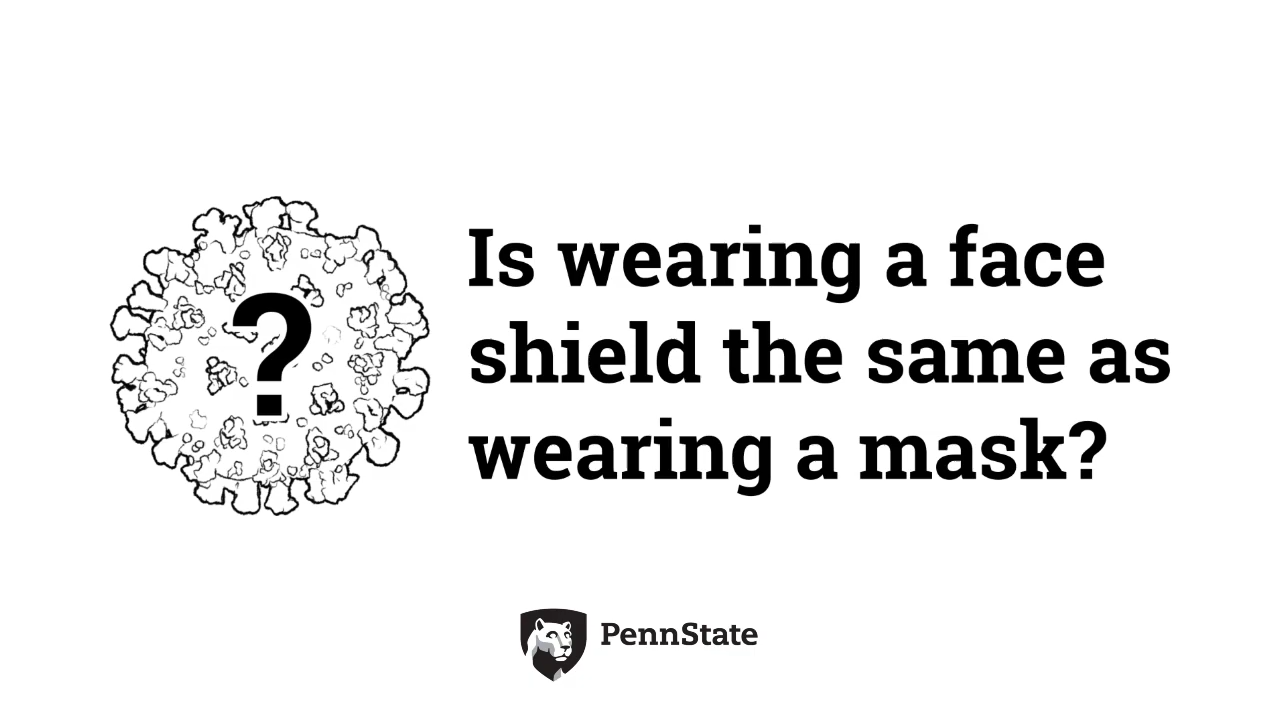 ?
Is wearing a face
shield the same as
wearing a mask?
PennState